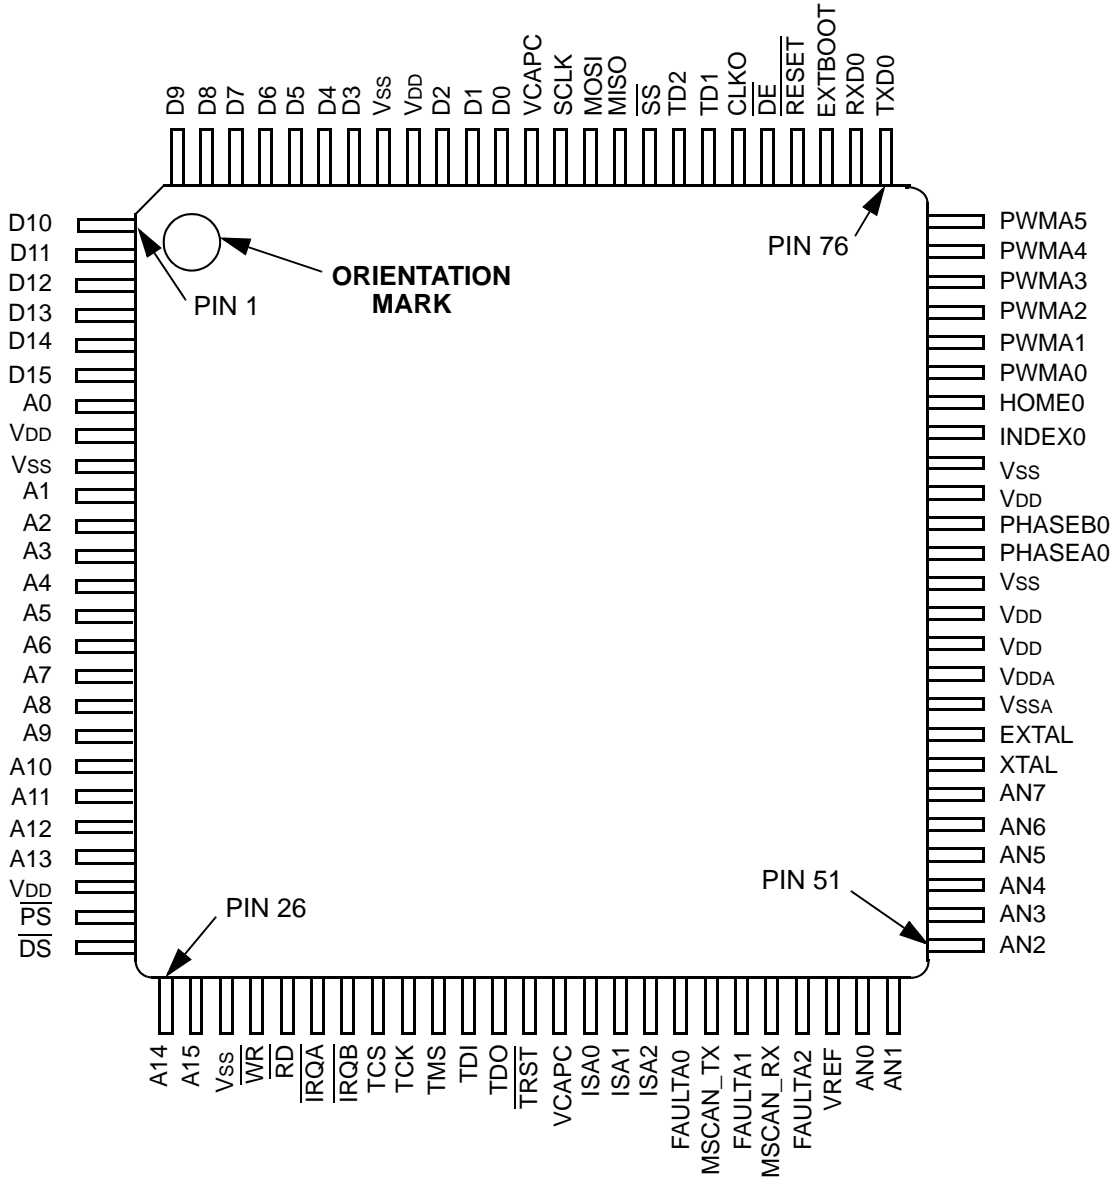 D9
D8
D7
D6
D5
D4
D3
VSS
VDD
D2
D1
D0
VCAPC
SCLK
MOSI
MISO
SS
TD2
TD1
CLKO
DE
RESET
EXTBOOT
RXD0
TXD0
D10
D11
D12
D13
D14
D15
A0
VDD
VSS
A1
A2
A3
A4
A5
A6
A7
A8
A9
A10
A11
A12
A13
VDD
PS
DS
PIN 1
ORIENTATION
MARK
PIN 76
PIN 26
PIN 51
PWMA5
PWMA4
PWMA3
PWMA2
PWMA1
PWMA0
HOME0
INDEX0
VSS
VDD
PHASEB0
PHASEA0
VSS
VDD
VDD
VDDA
VSSA
EXTAL
XTAL
AN7
AN6
AN5
AN4
AN3
AN2
A14
A15
VSS
WR
RD
IRQA
IRQB
TCS
TCK
TMS
TDI
TDO
TRST
VCAPC
ISA0
ISA1
ISA2
FAULTA0
MSCAN_TX
FAULTA1
MSCAN_RX
FAULTA2
VREF
AN0
AN1